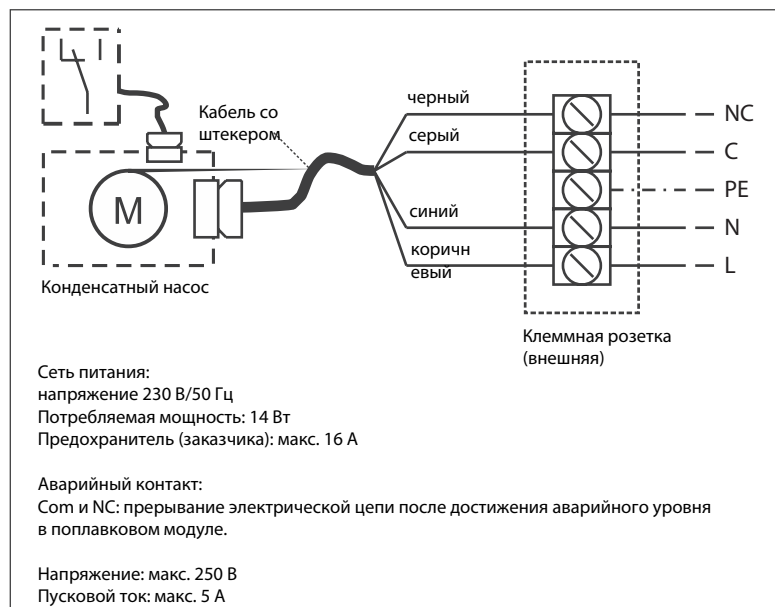 черный
NC
Кабель со
штекером
серый
C
PE
M
синий
N
коричн
евый
L
Конденсатный насос
Клеммная розетка
(внешняя)
Сеть питания:
напряжение 230 В/50 Гц
Потребляемая мощность: 14 Вт
Предохранитель (заказчика): макс. 16 А
Аварийный контакт:
Com и NC: прерывание электрической цепи после достижения аварийного уровня
в поплавковом модуле.
Напряжение: макс. 250 В
Пусковой ток: макс. 5 А